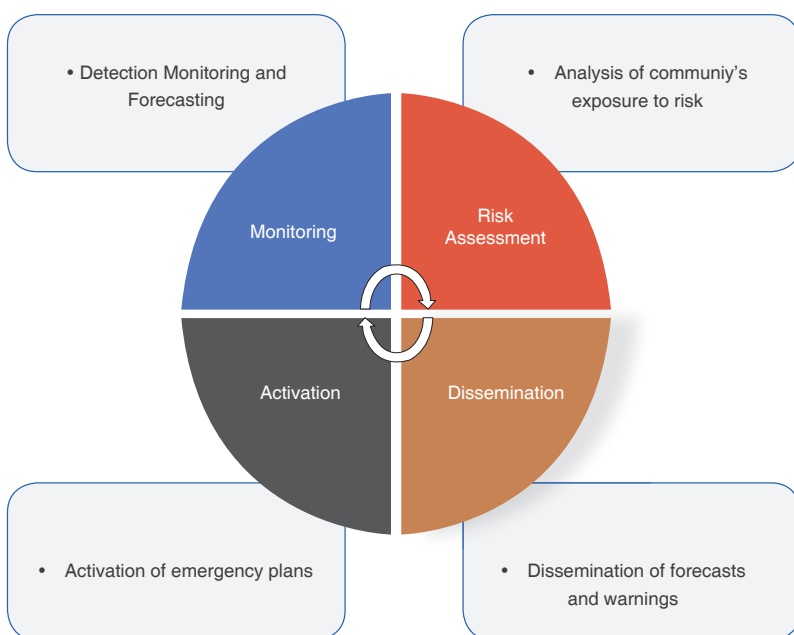 • Detection Monitoring and
Forecasting
• Analysis of communiy's
exposure to risk
Monitoring
Risk
Assessment
Activation
Dissemination
• Activation of emergency plans
• Dissemination of forecasts
and warnings